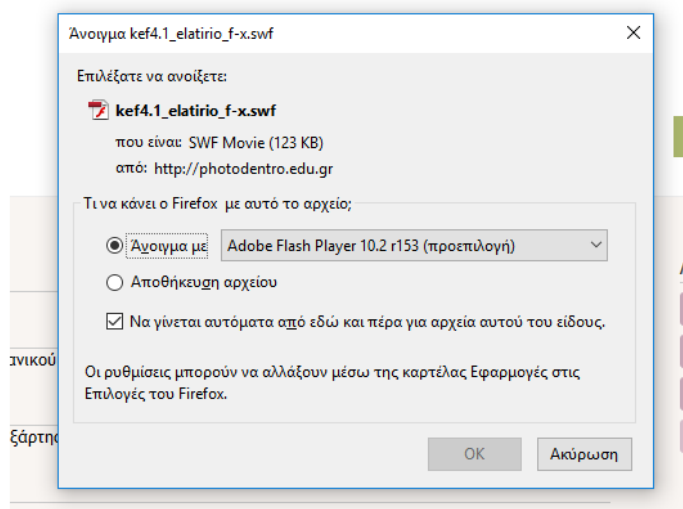 Άνοιγμα kef4.1_elatirio_f-x.swf
Επιλέξατε να ανοίξετε:
kef4.1_elatirio_f-x.swf
που είναι: SWF Movie (123 KB)
από: http://photodentro.edu.gr
Τι να κάνει ο Firefox με αυτό το αρχείο;
Άνοιγμα με Adobe Flash Player 10.2 r153 (προεπιλογή)
Αποθήκευση αρχείου
Να γίνεται αυτόματα από εδώ και πέρα για αρχεία αυτού του είδους.
ανικού
Οι ρυθμίσεις μπορούν να αλλάξουν μέσω της καρτέλας Εφαρμογές στις
Επιλογές του Firefox.
ξάρτησ
OK Ακύρωση